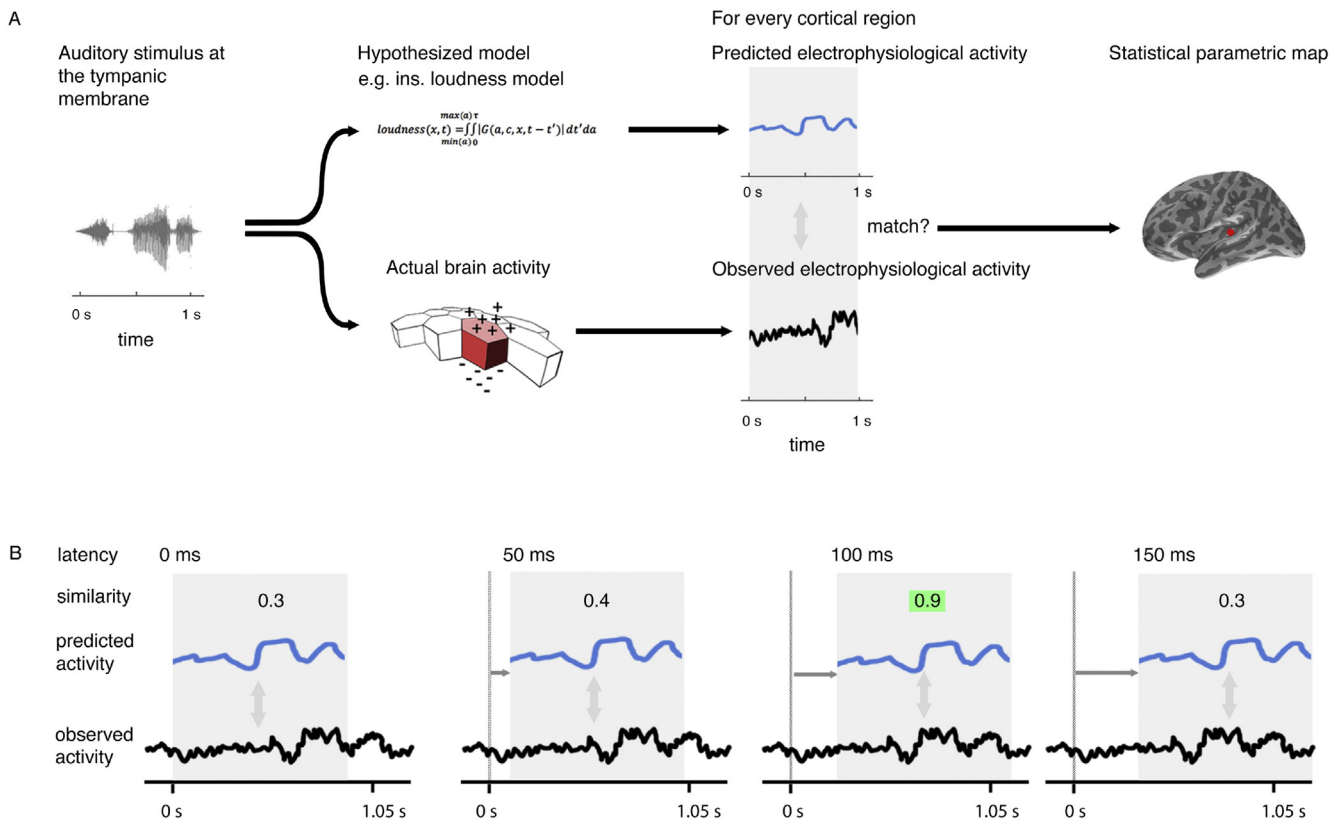 A
For every cortical region
Auditory stimulus at
the tympanic
membrane
Hypothesized model
e.g. ins. loudness model
Predicted electrophysiological activity
Statistical parametric map
max(a) τ
loudness(x,t) =∬|G(a,c,x,t − t′)| dt′da
min(a) 0
0 s
1 s
match?
Actual brain activity
Observed electrophysiological activity
0 s
1 s
time
+ + + + + + +
- - - - - - - -
0 s
1 s
time
B
latency
0 ms
50 ms
100 ms
150 ms
similarity
0.3
0.4
0.9
0.3
predicted
activity
observed
activity
0 s
1.05 s
0 s
1.05 s
0 s
1.05 s
0 s
1.05 s